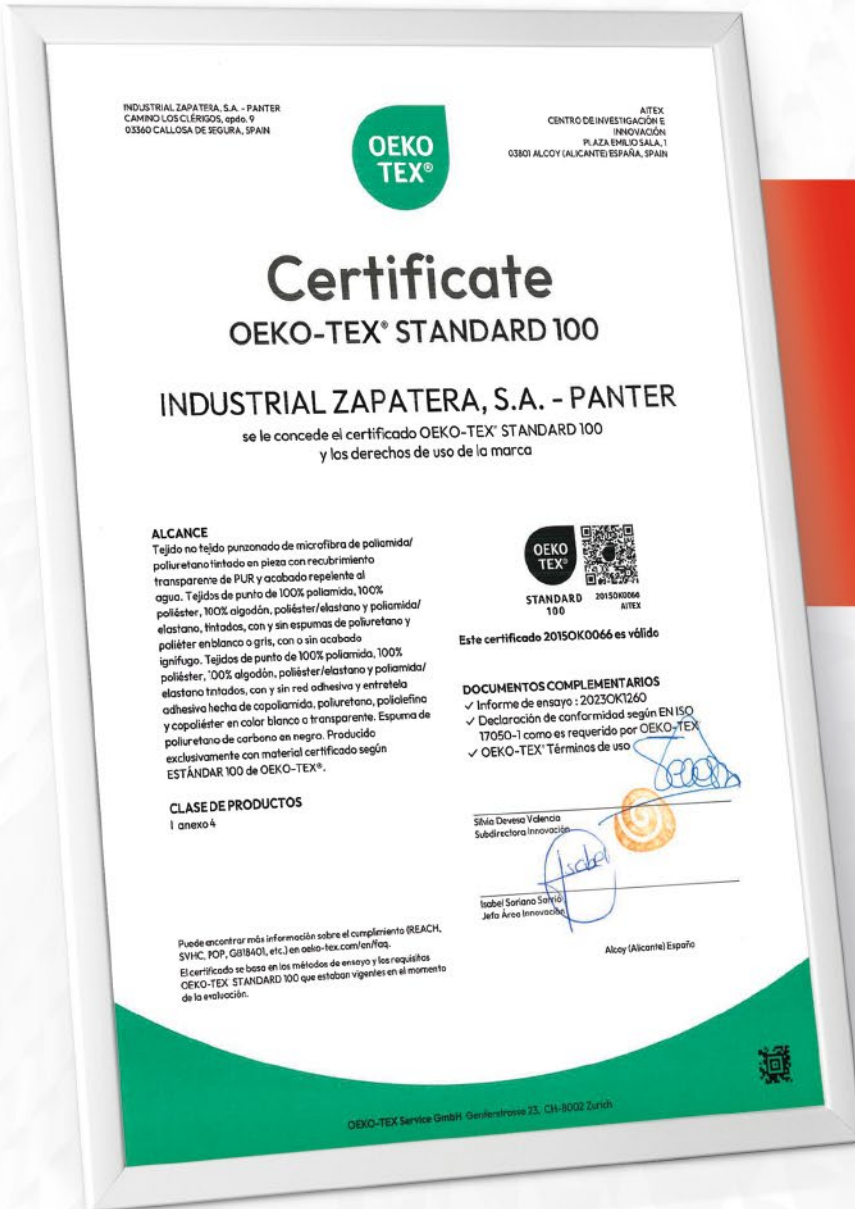 INDUSTRIAL ZAPATERA, S.A. - PANTER
CAMINO LOS CLÉRIGOS, apdo. 9
03360 CALLOSA DE SEGURA, SPAIN
OEKO
TEX®
AITEX
CENTRO DE INVESTIGACIÓN E
INNOVACIÓN
PLAZA EMILIO SALA, 1
03801 ALCOY (ALICANTE) ESPAÑA, SPAIN
Certificate
OEKO-TEX® STANDARD 100
INDUSTRIAL ZAPATERA, S.A. - PANTER
se le concede el certificado OEKO-TEX® STANDARD 100
y los derechos de uso de la marca
ALCANCE
Tejido no tejido punzonado de microfibra de poliamida/
poliuretano tintado en pieza con recubrimiento
transparente de PUR y acabado repelente al
agua. Tejidos de punto de 100% poliamida, 100%
poliéster, 100% algodón, poliéster/elastano y poliamida/
elastano, tintados, con y sin espumas de poliuretano y
poliéter en blanco o gris, con o sin acabado
ignífugo. Tejidos de punto de 100% poliamida, 100%
poliéster, 100% algodón, poliéster/elastano y poliamida/
elastano tntados, con y sin red adhesiva y entretela
adhesiva hecha de copoliamida, poliuretano, poliolefina
y copoliéster en color blanco o transparente. Espuma de
poliuretano de carbono en negro. Producido
exclusivamente con material certificado según
ESTÁNDAR 100 de OEKO-TEX®.
CLASE DE PRODUCTOS
I anexo 4
OEKO
TEX®
STANDARD
100
2015OK0066
AITEX
Este certificado 2015OK0066 es válido
DOCUMENTOS COMPLEMENTARIOS
✓ Informe de ensayo : 2023OK1260
✓ Declaración de conformidad según EN ISO
17050-1 como es requerido por OEKO-TEX
✓ OEKO-TEX® Términos de uso
Silvia Devesa Valencia
Subdirectora Innovación
Isabel
Isabel Soriano Sarrió
Jefa Área Innovación
Alcoy (Alicante) España
Puede encontrar más información sobre el cumplimiento (REACH,
SVHC, POP, GB18401, etc.) en oeko-tex.com/en/faq.
El certificado se basa en los métodos de ensayo y los requisitos
OEKO-TEX® STANDARD 100 que estaban vigentes en el momento
de la evaluación.
OEKO-TEX Service GmbH Genferstrasse 23, CH-8002 Zurich